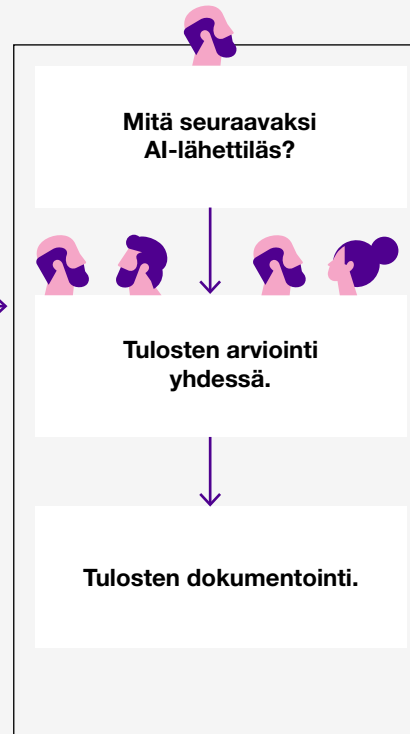 Mitä seuraavaksi
AI-lähettiläs?
Tulosten arviointi
yhdessä.
Tulosten dokumentointi.